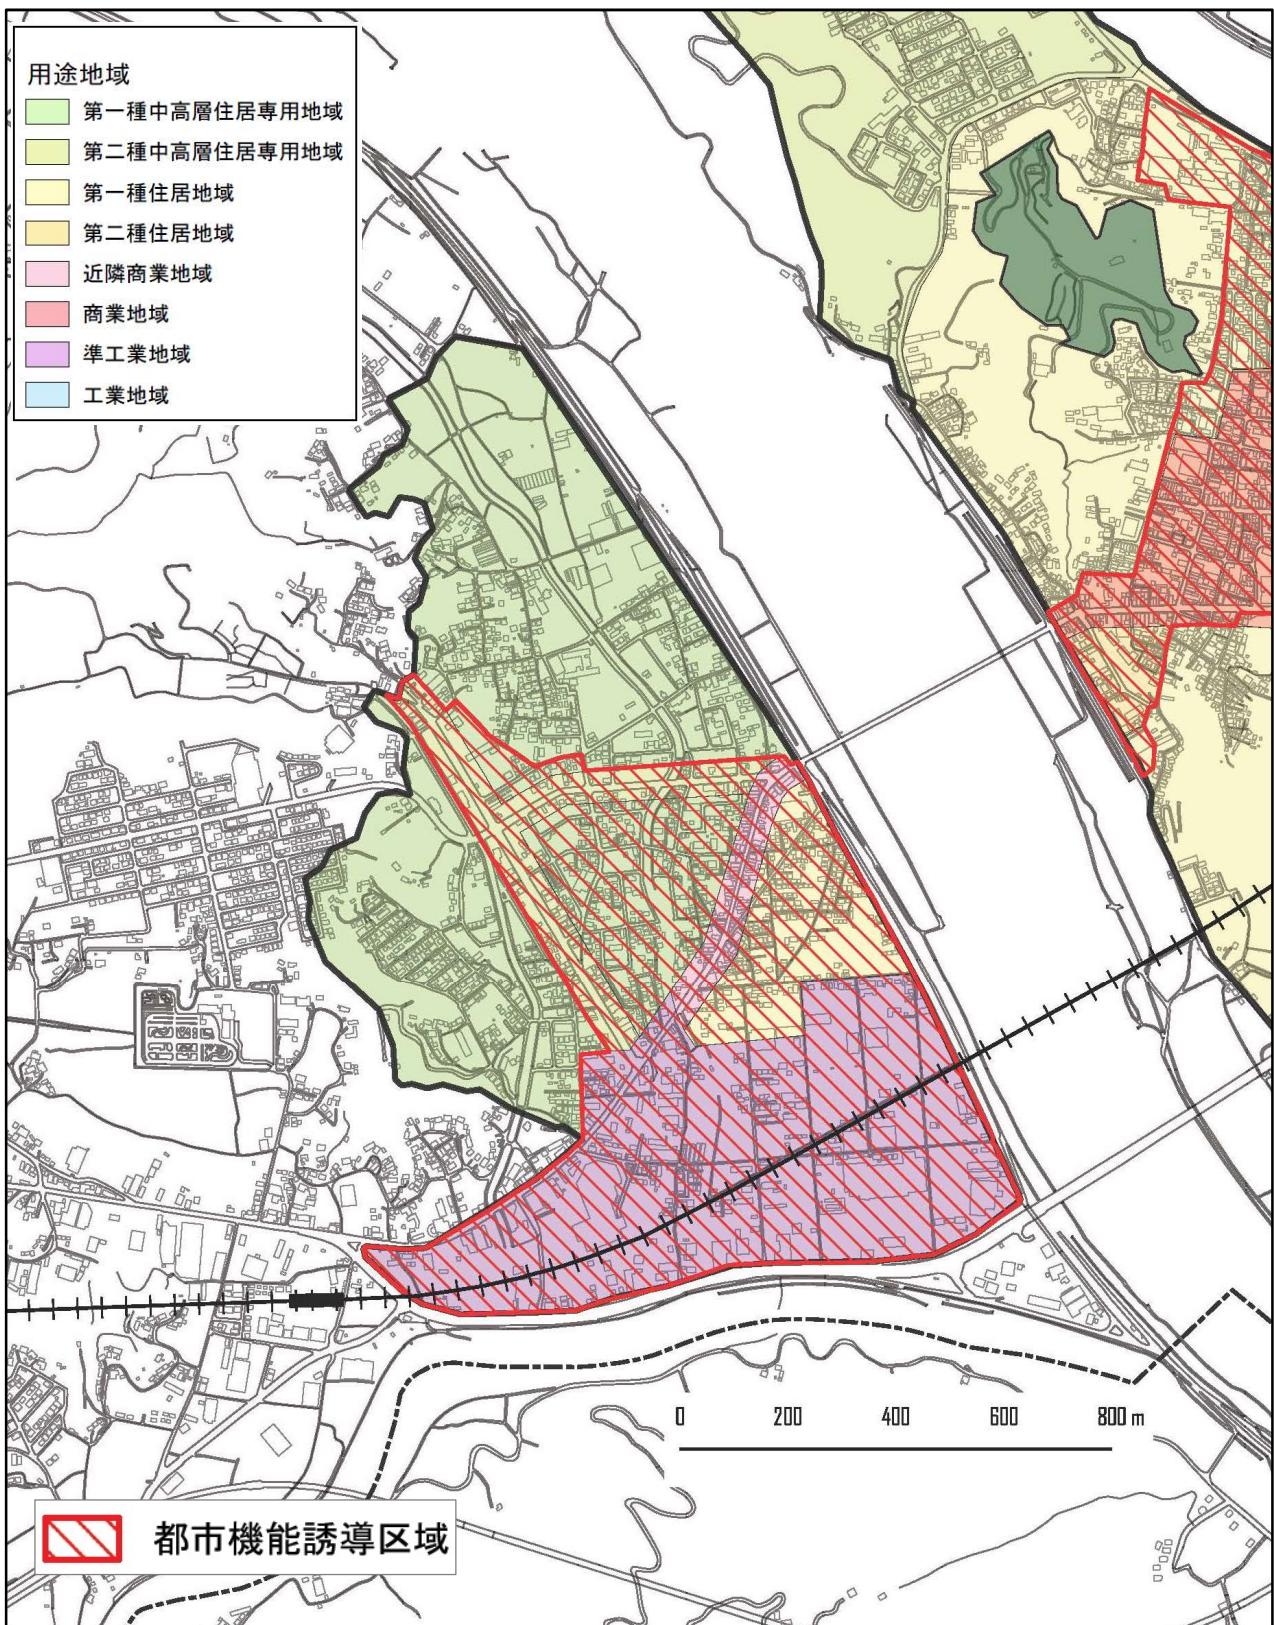 用途地域
第一種中高層住居専用地域
第二種中高層住居専用地域
第一種住居地域
第二種住居地域
近隣商業地域
商業地域
準工業地域
工業地域
0 200 400 600 800 m
都市機能誘導区域